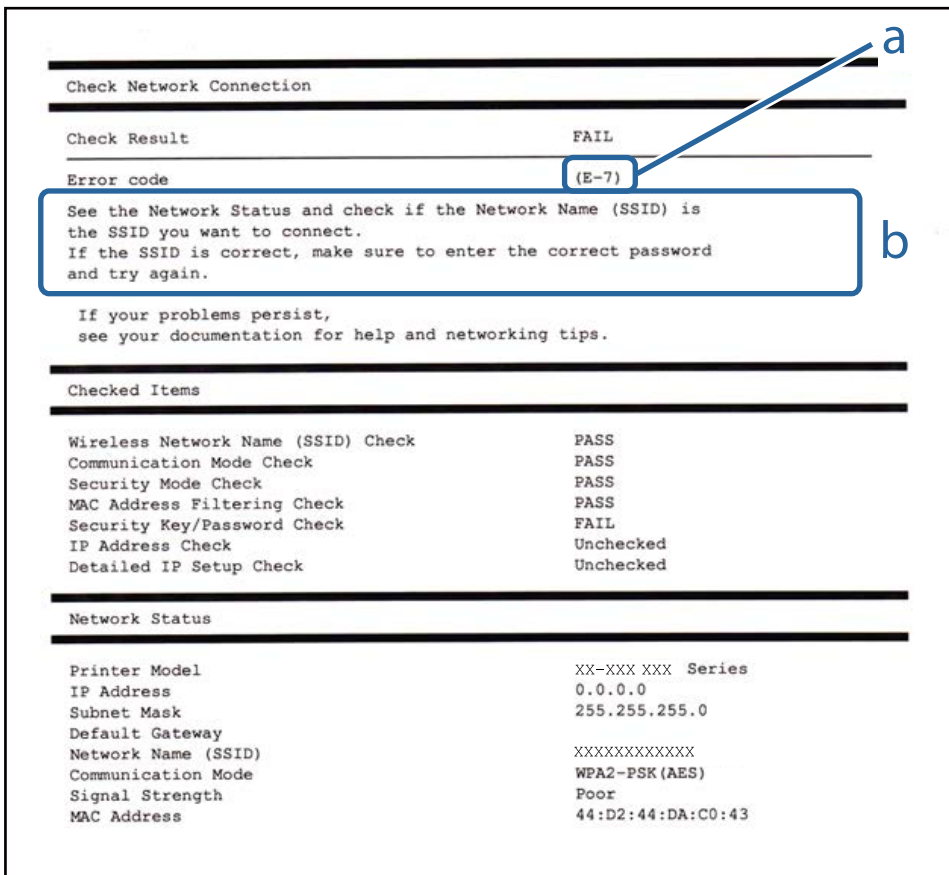 a
Check Network Connection
Check Result FAIL
Error code (E-7)
See the Network Status and check if the Network Name (SSID) is
the SSID you want to connect.
If the SSID is correct, make sure to enter the correct password
and try again.
b
If your problems persist,
see your documentation for help and networking tips.
Checked Items
Wireless Network Name (SSID) Check PASS
Communication Mode Check PASS
Security Mode Check PASS
MAC Address Filtering Check PASS
Security Key/Password Check FAIL
IP Address Check Unchecked
Detailed IP Setup Check Unchecked
Network Status
Printer Model XX-XXX XXX Series
IP Address 0.0.0.0
Subnet Mask 255.255.255.0
Default Gateway
Network Name (SSID) XXXXXXXXXXXX
Communication Mode WPA2-PSK(AES)
Signal Strength Poor
MAC Address 44:D2:44:DA:C0:43